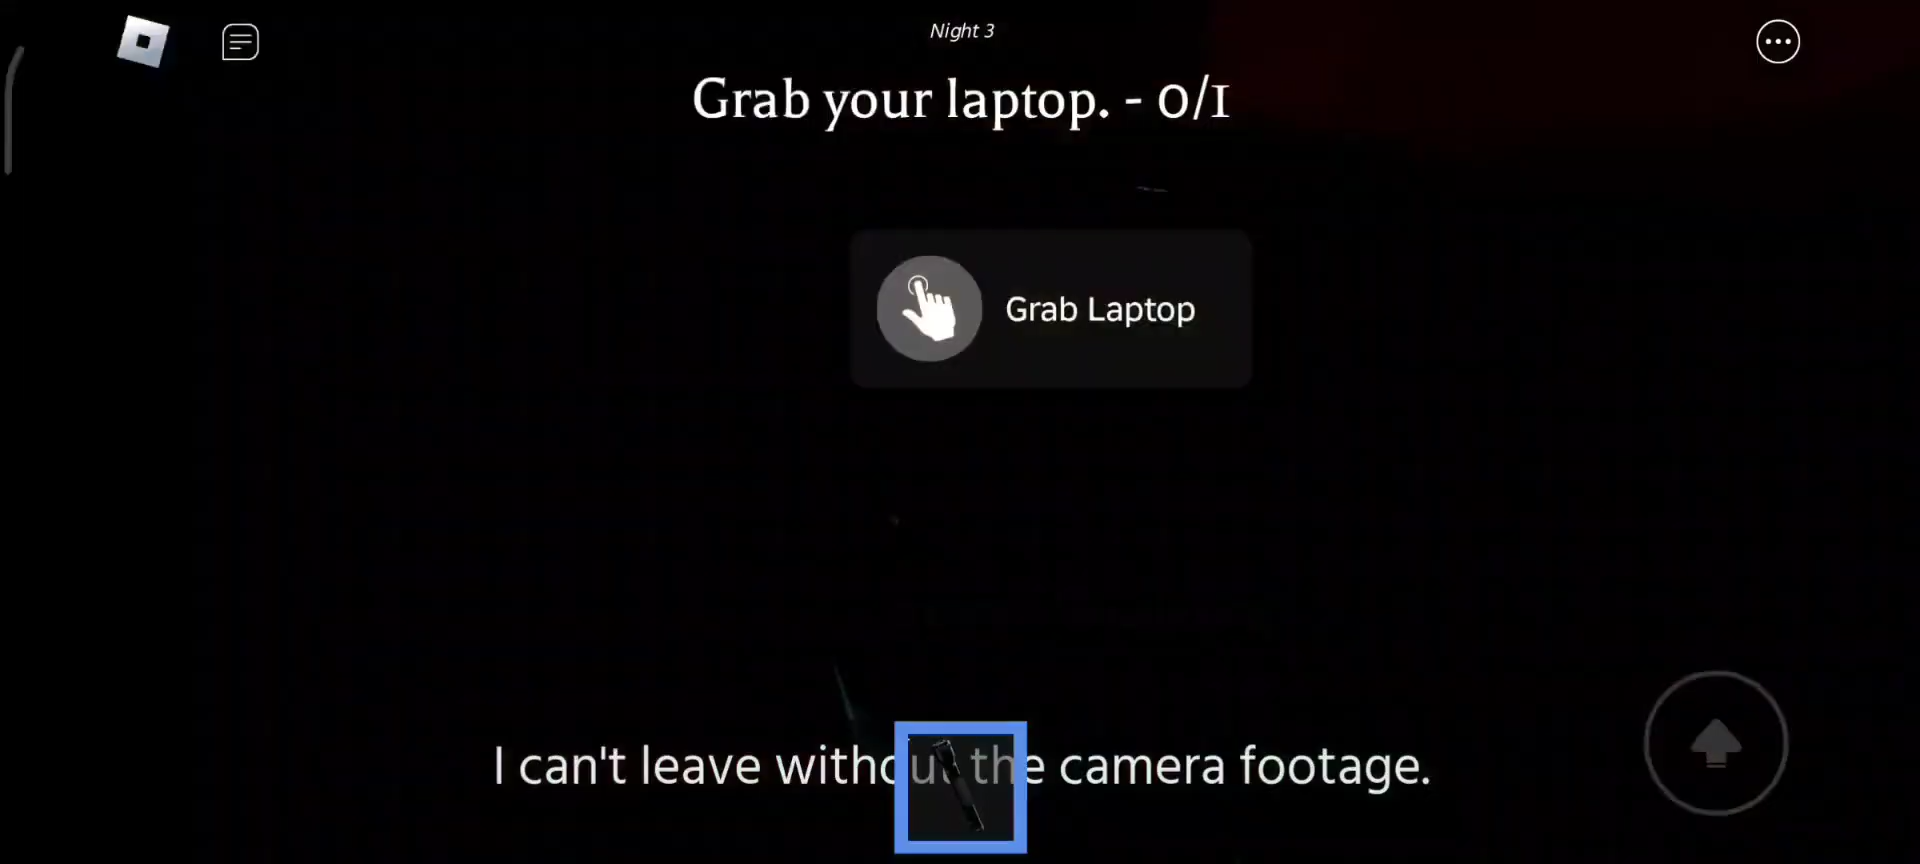 Night 3
Grab your laptop. - 0/1
Grab Laptop
I can't leave without the camera footage.